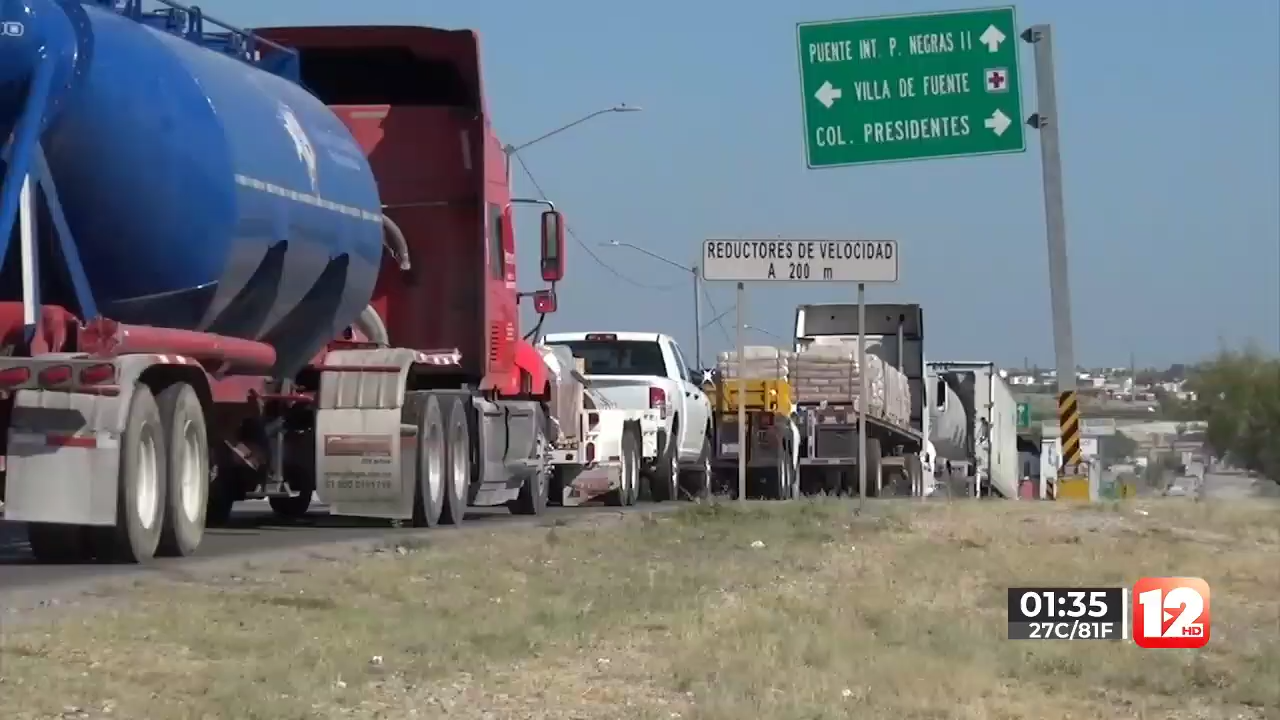 PUENTE INT. P. NEGRAS II
VILLA DE FUENTE
COL. PRESIDENTES
REDUCTORES DE VELOCIDAD
A 200 m
01:35
27C/81F
12
HD